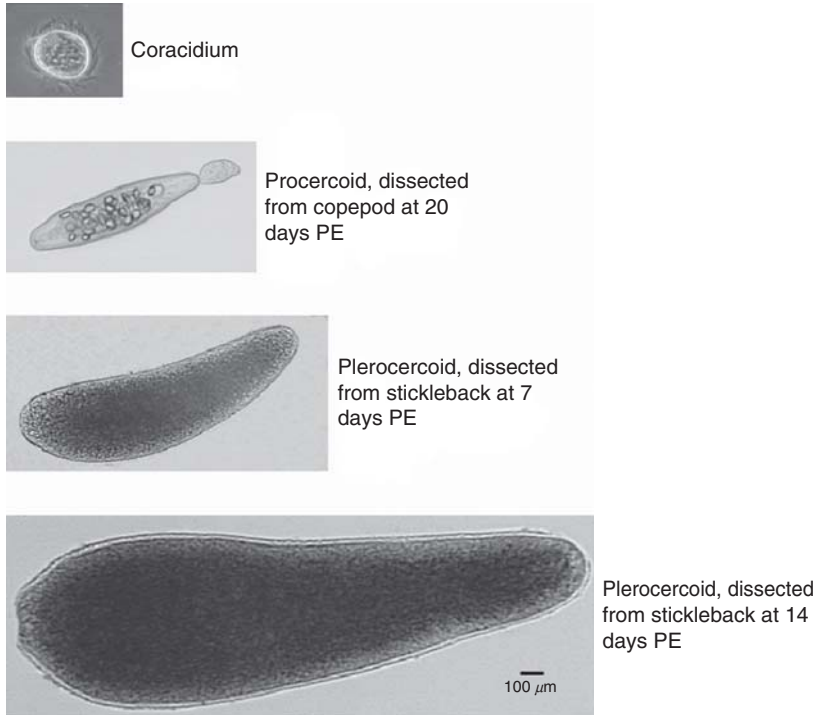 Coracidium
Procercoid, dissected
from copepod at 20
days PE
Plerocercoid, dissected
from stickleback at 7
days PE
Plerocercoid, dissected
from stickleback at 14
days PE
100 μm